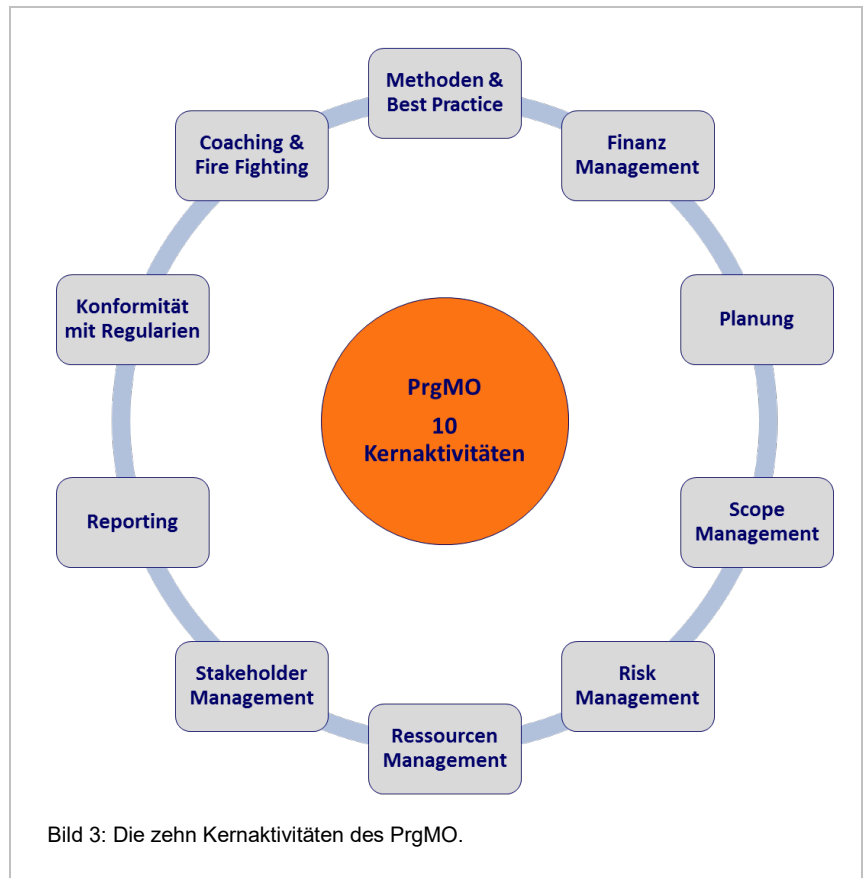 Methoden &
Best Practice
Finanz
Management
Planung
Scope
Management
Risk
Management
Ressourcen
Management
Stakeholder
Management
Reporting
Konformität
mit Regularien
Coaching &
Fire Fighting
PrgMO
10
Kernaktivitäten
Bild 3: Die zehn Kernaktivitäten des PrgMO.